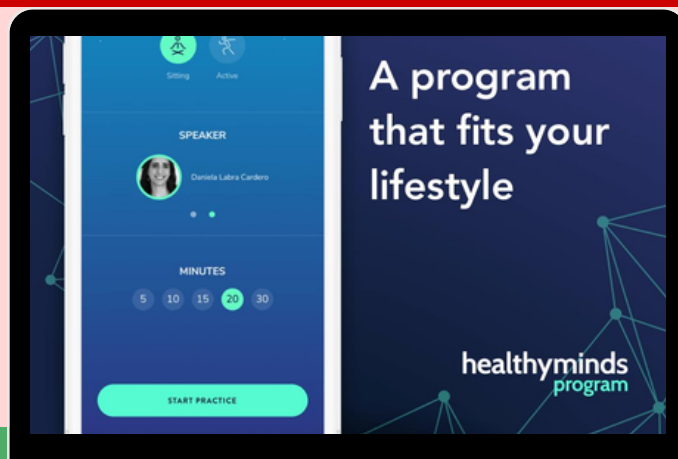 Sitting Active
SPEAKER
Daniela Labra Cardero
MINUTES
5 10 15 20 30
START PRACTICE
A program
that fits your
lifestyle
healthyminds
program